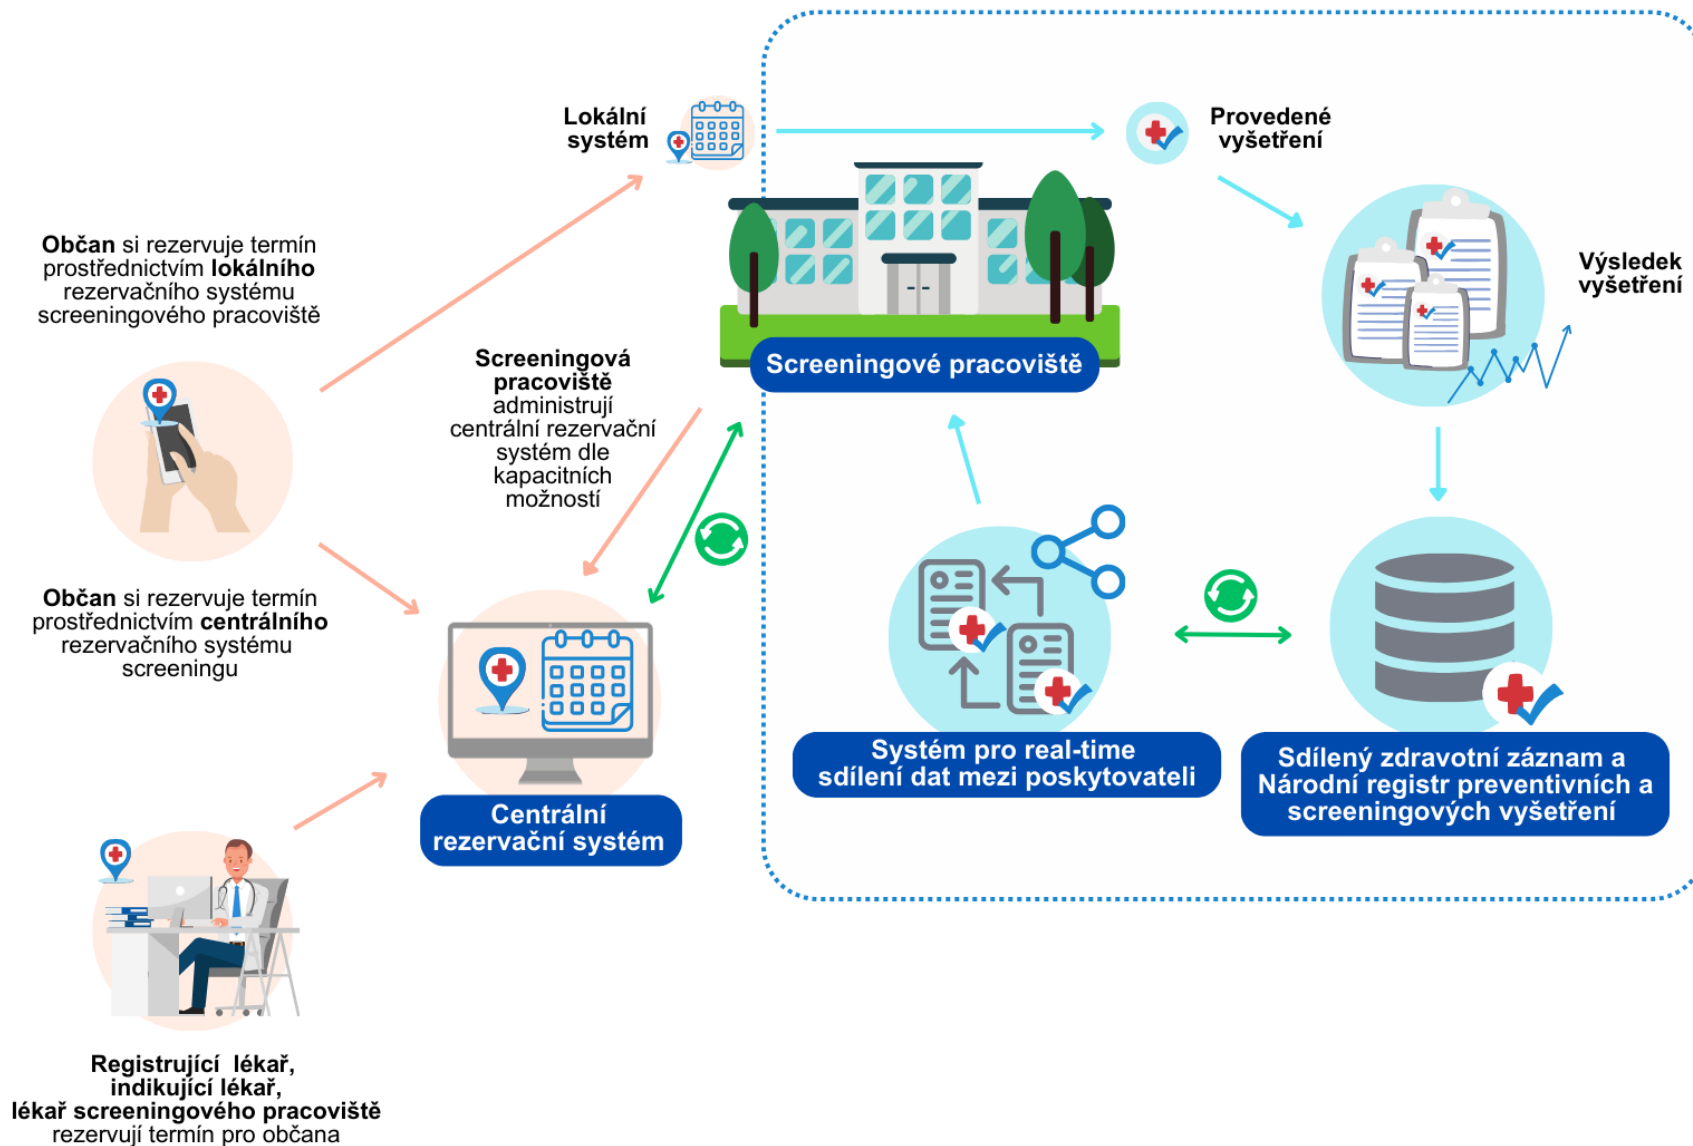 Lokální
systém
Provedené
vyšetření
Občan si rezervuje termín
prostřednictvím lokálního
rezervačního systému
screeningového pracoviště
Výsledek
vyšetření
Screeningová
pracoviště
administrují
centrální rezervační
systém dle
kapacitních
možností
Screeningové pracoviště
Občan si rezervuje termín
prostřednictvím centrálního
rezervačního systému
screeningu
Centrální
rezervační systém
Systém pro real-time
sdílení dat mezi poskytovateli
Sdílený zdravotní záznam a
Národní registr preventivních a
screeningových vyšetření
Registrující lékař,
indikující lékař,
lékař screeningového pracoviště
rezervují termín pro občana